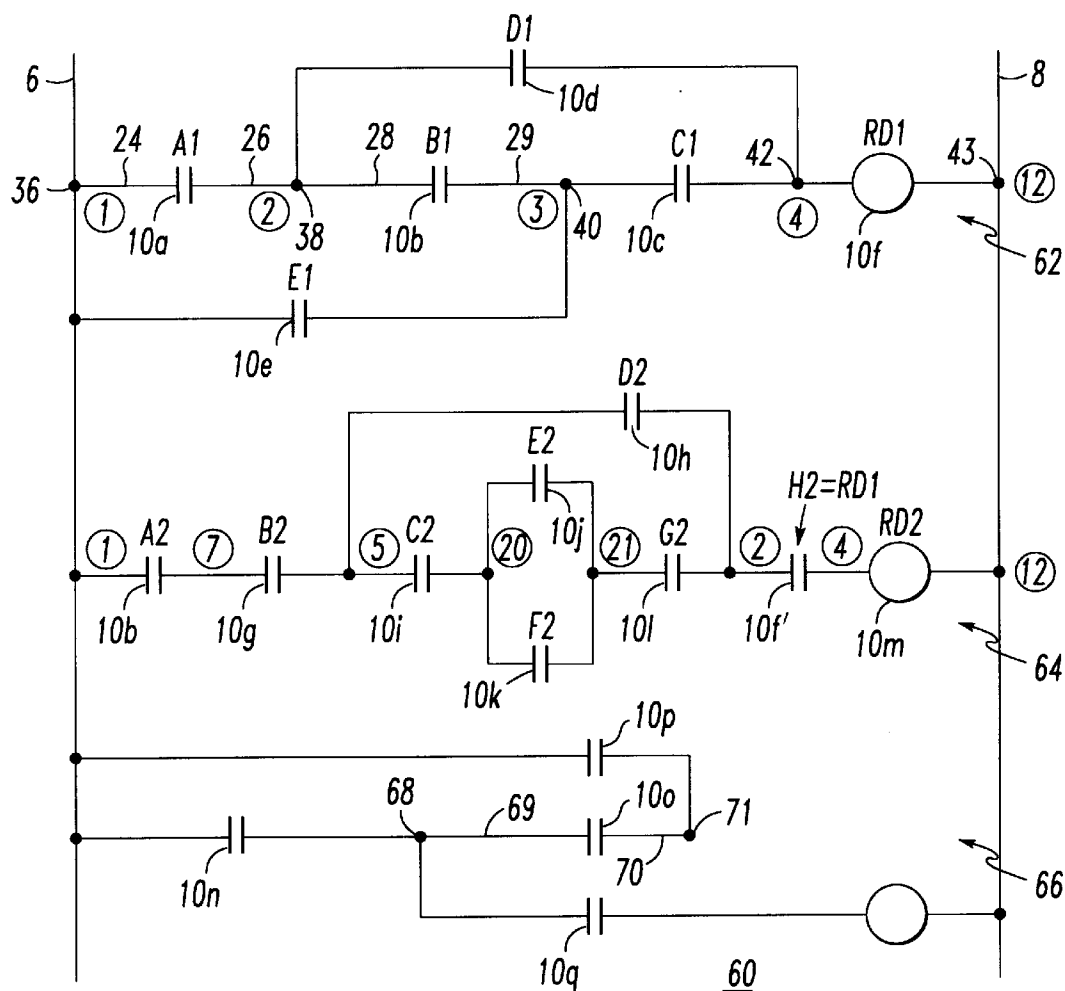 D1
6
8
10d
24
A1
26
28
B1
29
C1
42
RD1
43
36
1
10a
2
38
10b
3
40
10c
4
10f
12
62
E1
10e
D2
10h
E2
10j
H2=RD1
1
A2
7
B2
5
C2
20
21
G2
2
4
RD2
12
10b
10g
10i
F2
10k
10l
10f'
10m
64
10p
68
69
10o
71
10n
70
66
10q
60